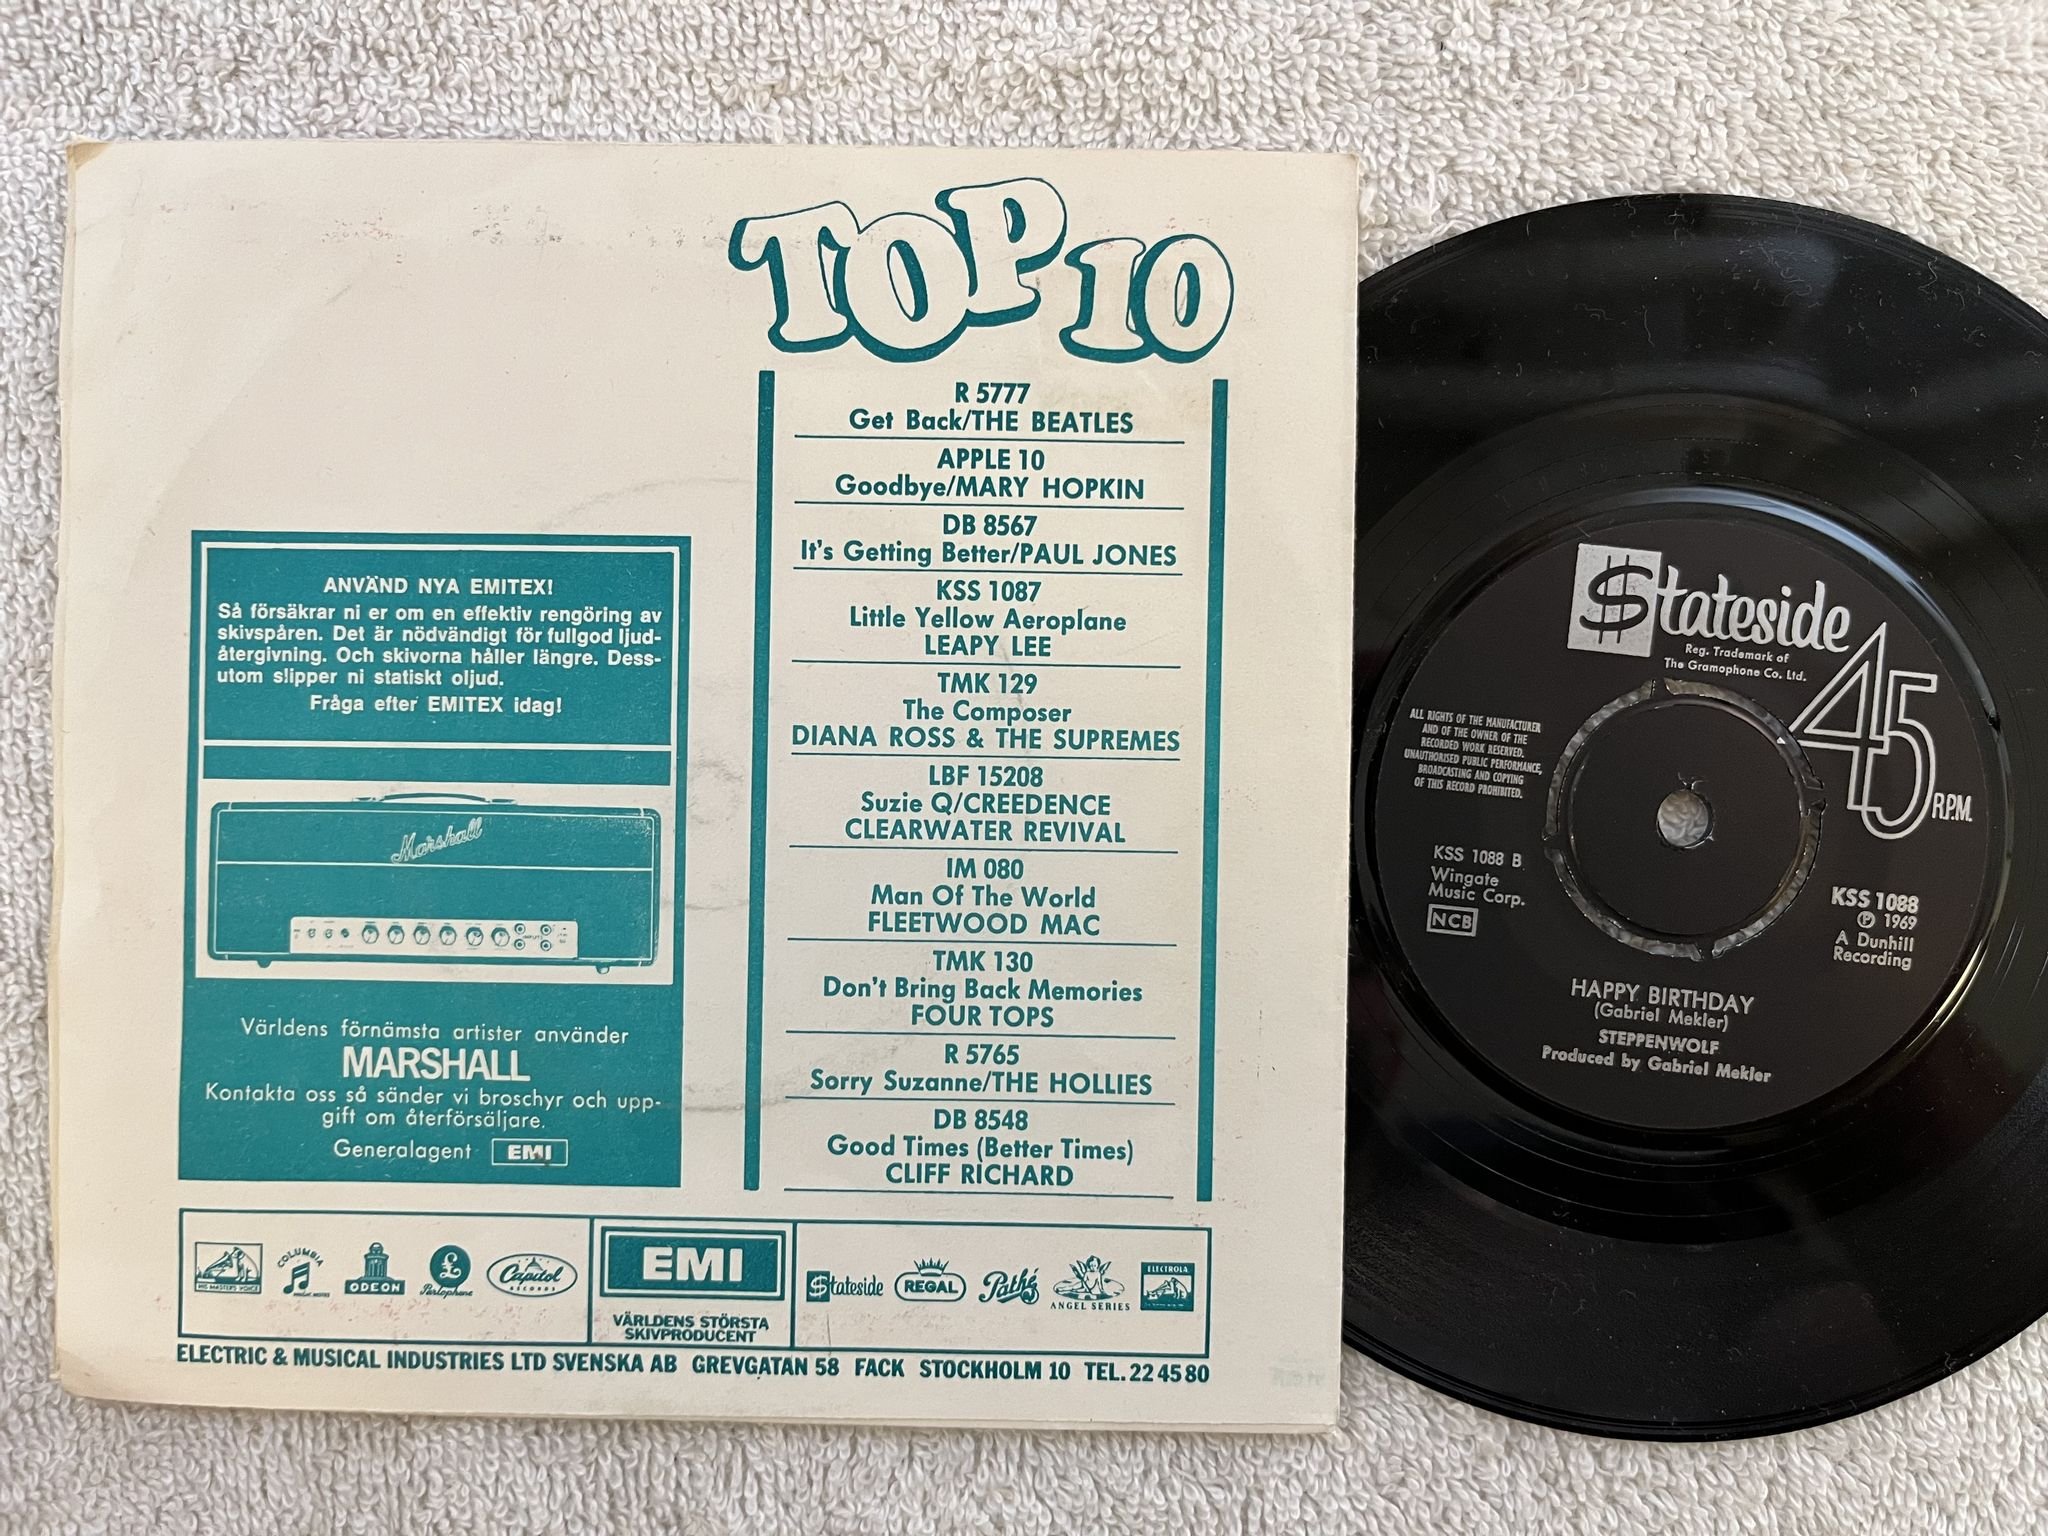 TOP 10
R 5777
Get Back/THE BEATLES
APPLE 10
Goodbye/MARY HOPKIN
DB 8567
It's Getting Better/PAUL JONES
KSS 1087
Little Yellow Aeroplane
LEAPY LEE
TMK 129
The Composer
DIANA ROSS & THE SUPREMES
LBF 15208
Suzie Q/CREEDENCE
CLEARWATER REVIVAL
IM 080
Man Of The World
FLEETWOOD MAC
TMK 130
Don't Bring Back Memories
FOUR TOPS
R 5765
Sorry Suzanne/THE HOLLIES
DB 8548
Good Times (Better Times)
CLIFF RICHARD
ANVÄND NYA EMITEX!
Så försäkrar ni er om en effektiv rengöring av
skivspåren. Det är nödvändigt för fullgod ljud-
återgivning. Och skivorna håller längre. Dess-
utom slipper ni statiskt oljud.
Fråga efter EMITEX idag!
Marshall
Världens förnämsta artister använder
MARSHALL
Kontakta oss så sänder vi broschyr och upp-
gift om återförsäljare.
Generalagent EMI
HIS MASTER'S VOICE
COLUMBIA
MAGIC NOTES
ODEON
Parlophone
Capitol
RECORDS
EMI
VÄRLDENS STÖRSTA
SKIVPRODUCENT
$tateside
REGAL
Pathé
ANGEL SERIES
ELECTROLA
ELECTRIC & MUSICAL INDUSTRIES LTD SVENSKA AB GREVGATAN 58 FACK STOCKHOLM 10 TEL. 22 45 80
$tateside
Reg. Trademark of
The Gramophone Co. Ltd.
45
R.P.M.
ALL RIGHTS OF THE MANUFACTURER
AND OF THE OWNER OF THE
RECORDED WORK RESERVED.
UNAUTHORISED PUBLIC PERFORMANCE,
BROADCASTING AND COPYING
OF THIS RECORD PROHIBITED.
KSS 1088 B
Wingate
Music Corp.
NCB
KSS 1088
℗ 1969
A Dunhill
Recording
HAPPY BIRTHDAY
(Gabriel Mekler)
STEPPENWOLF
Produced by Gabriel Mekler